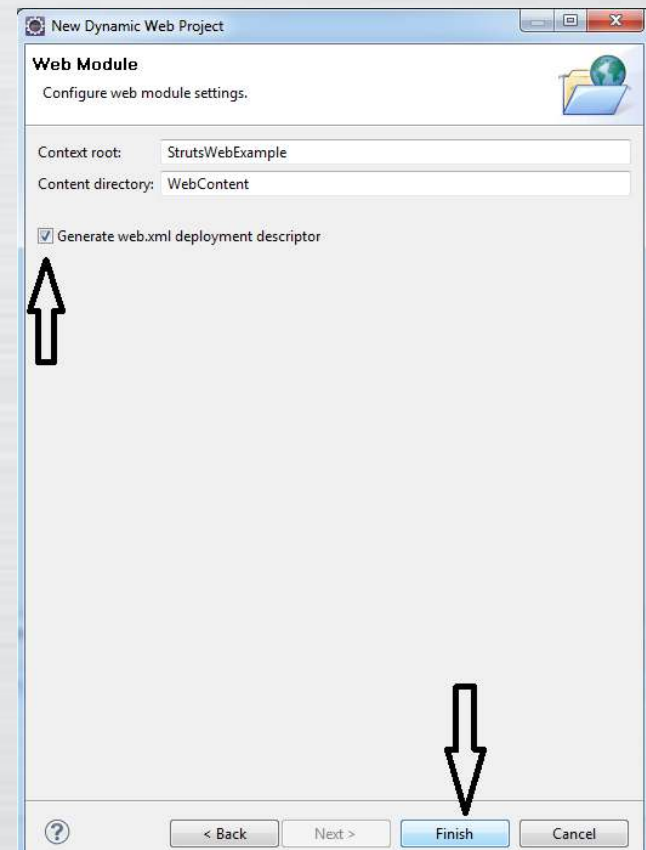 New Dynamic Web Project
Web Module
Configure web module settings.
Context root: StrutsWebExample
Content directory: WebContent
Generate web.xml deployment descriptor
? < Back Next > Finish Cancel